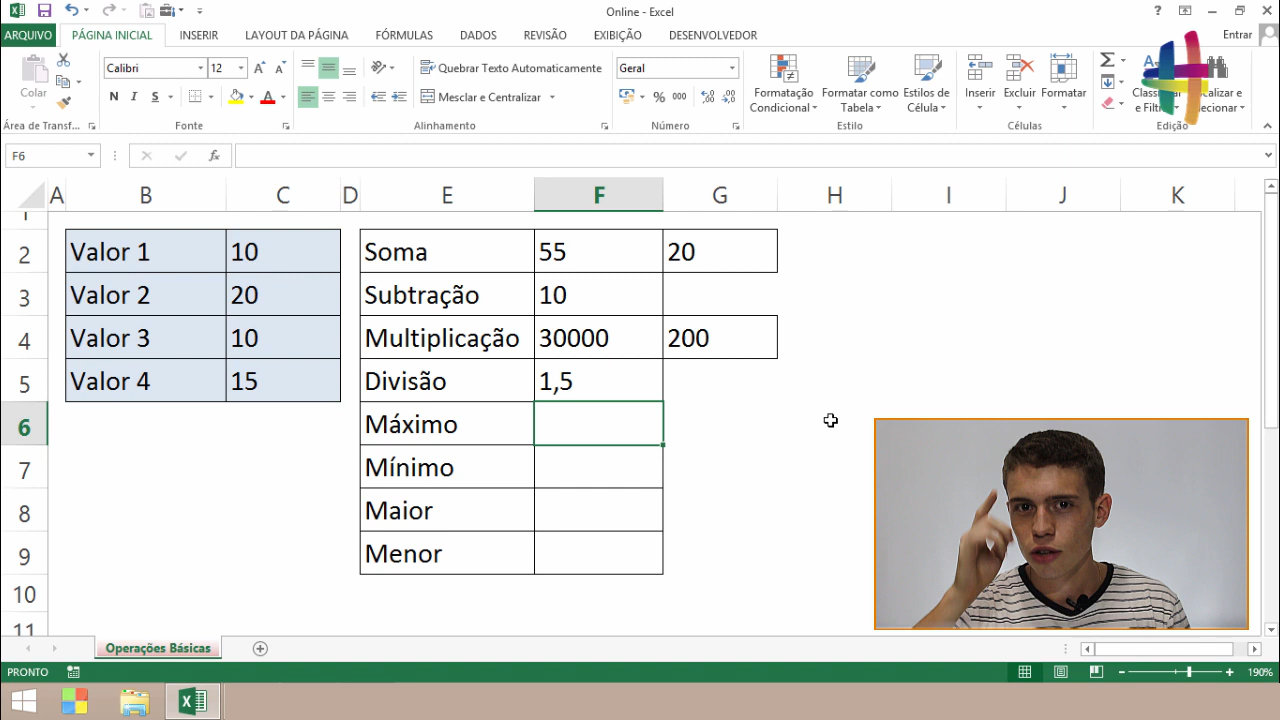 Online - Excel
ARQUIVO PÁGINA INICIAL INSERIR LAYOUT DA PÁGINA FÓRMULAS DADOS REVISÃO EXIBIÇÃO DESENVOLVEDOR Entrar
Colar
Área de Transf...
Calibri 12
N I S
Fonte
Quebrar Texto Automaticamente
Mesclar e Centralizar
Alinhamento
Geral
% 000
Número
Formatação Condicional
Formatar como Tabela
Estilos de Célula
Estilo
Inserir Excluir Formatar
Células
Edição
F6 fx
A B C D E F G H I J K
1
2 Valor 1 10 Soma 55 20
3 Valor 2 20 Subtração 10
4 Valor 3 10 Multiplicação 30000 200
5 Valor 4 15 Divisão 1,5
6 Máximo
7 Mínimo
8 Maior
9 Menor
10
11
Operações Básicas
PRONTO 190%